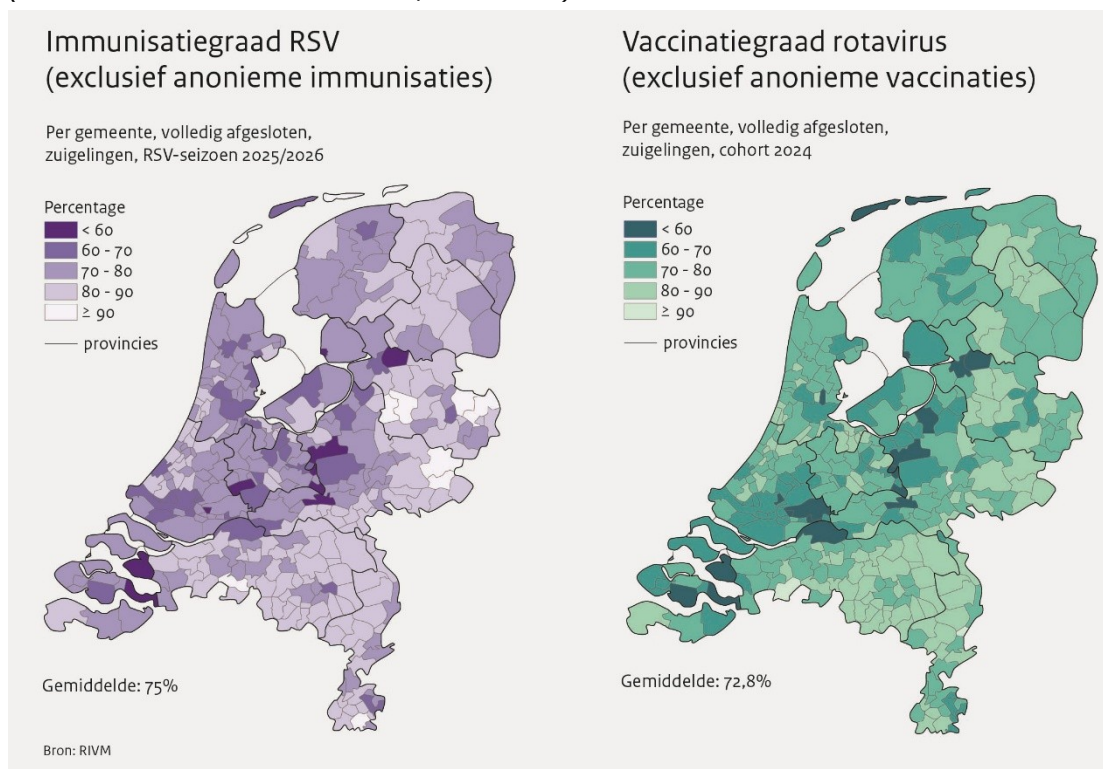 Immunisatiegraad RSV
(exclusief anonieme immunisaties)
Per gemeente, volledig afgesloten,
zuigelingen, RSV-seizoen 2025/2026
Percentage
< 60
60 - 70
70 - 80
80 - 90
≥ 90
provincies
Gemiddelde: 75%
Bron: RIVM
Vaccinatiegraad rotavirus
(exclusief anonieme vaccinaties)
Per gemeente, volledig afgesloten,
zuigelingen, cohort 2024
Percentage
< 60
60 - 70
70 - 80
80 - 90
≥ 90
provincies
Gemiddelde: 72,8%